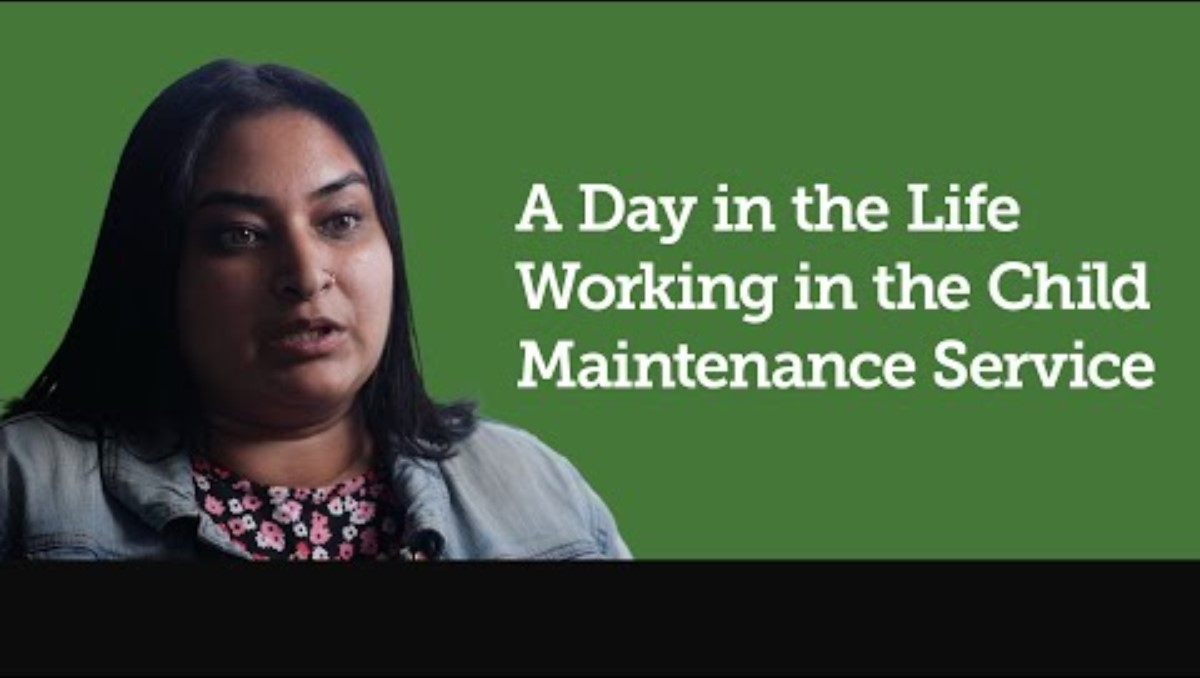 A Day in the Life
Working in the Child
Maintenance Service